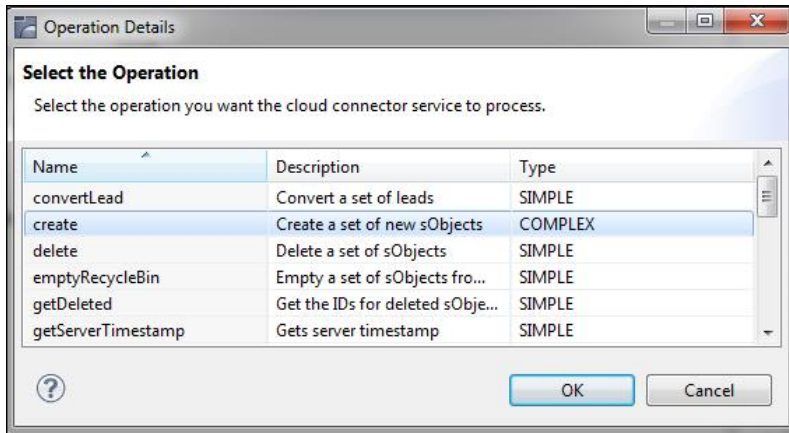 Operation Details
Select the Operation
Select the operation you want the cloud connector service to process.
Name Description Type
convertLead Convert a set of leads SIMPLE
create Create a set of new sObjects COMPLEX
delete Delete a set of sObjects SIMPLE
emptyRecycleBin Empty a set of sObjects fro... SIMPLE
getDeleted Get the IDs for deleted sObje... SIMPLE
getServerTimestamp Gets server timestamp SIMPLE
? OK Cancel